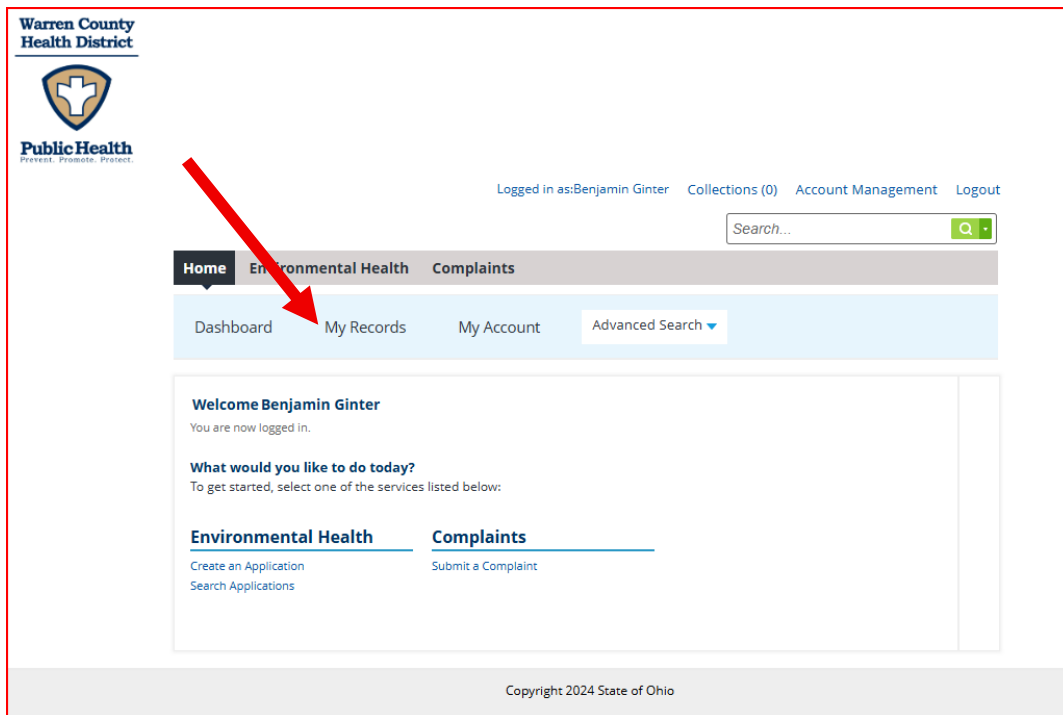 Warren County
Health District
Public Health
Prevent. Promote. Protect.
Logged in as:Benjamin Ginter Collections (0) Account Management Logout
Search...
Home Environmental Health Complaints
Dashboard My Records My Account Advanced Search
Welcome Benjamin Ginter
You are now logged in.
What would you like to do today?
To get started, select one of the services listed below:
Environmental Health Complaints
Create an Application Submit a Complaint
Search Applications
Copyright 2024 State of Ohio